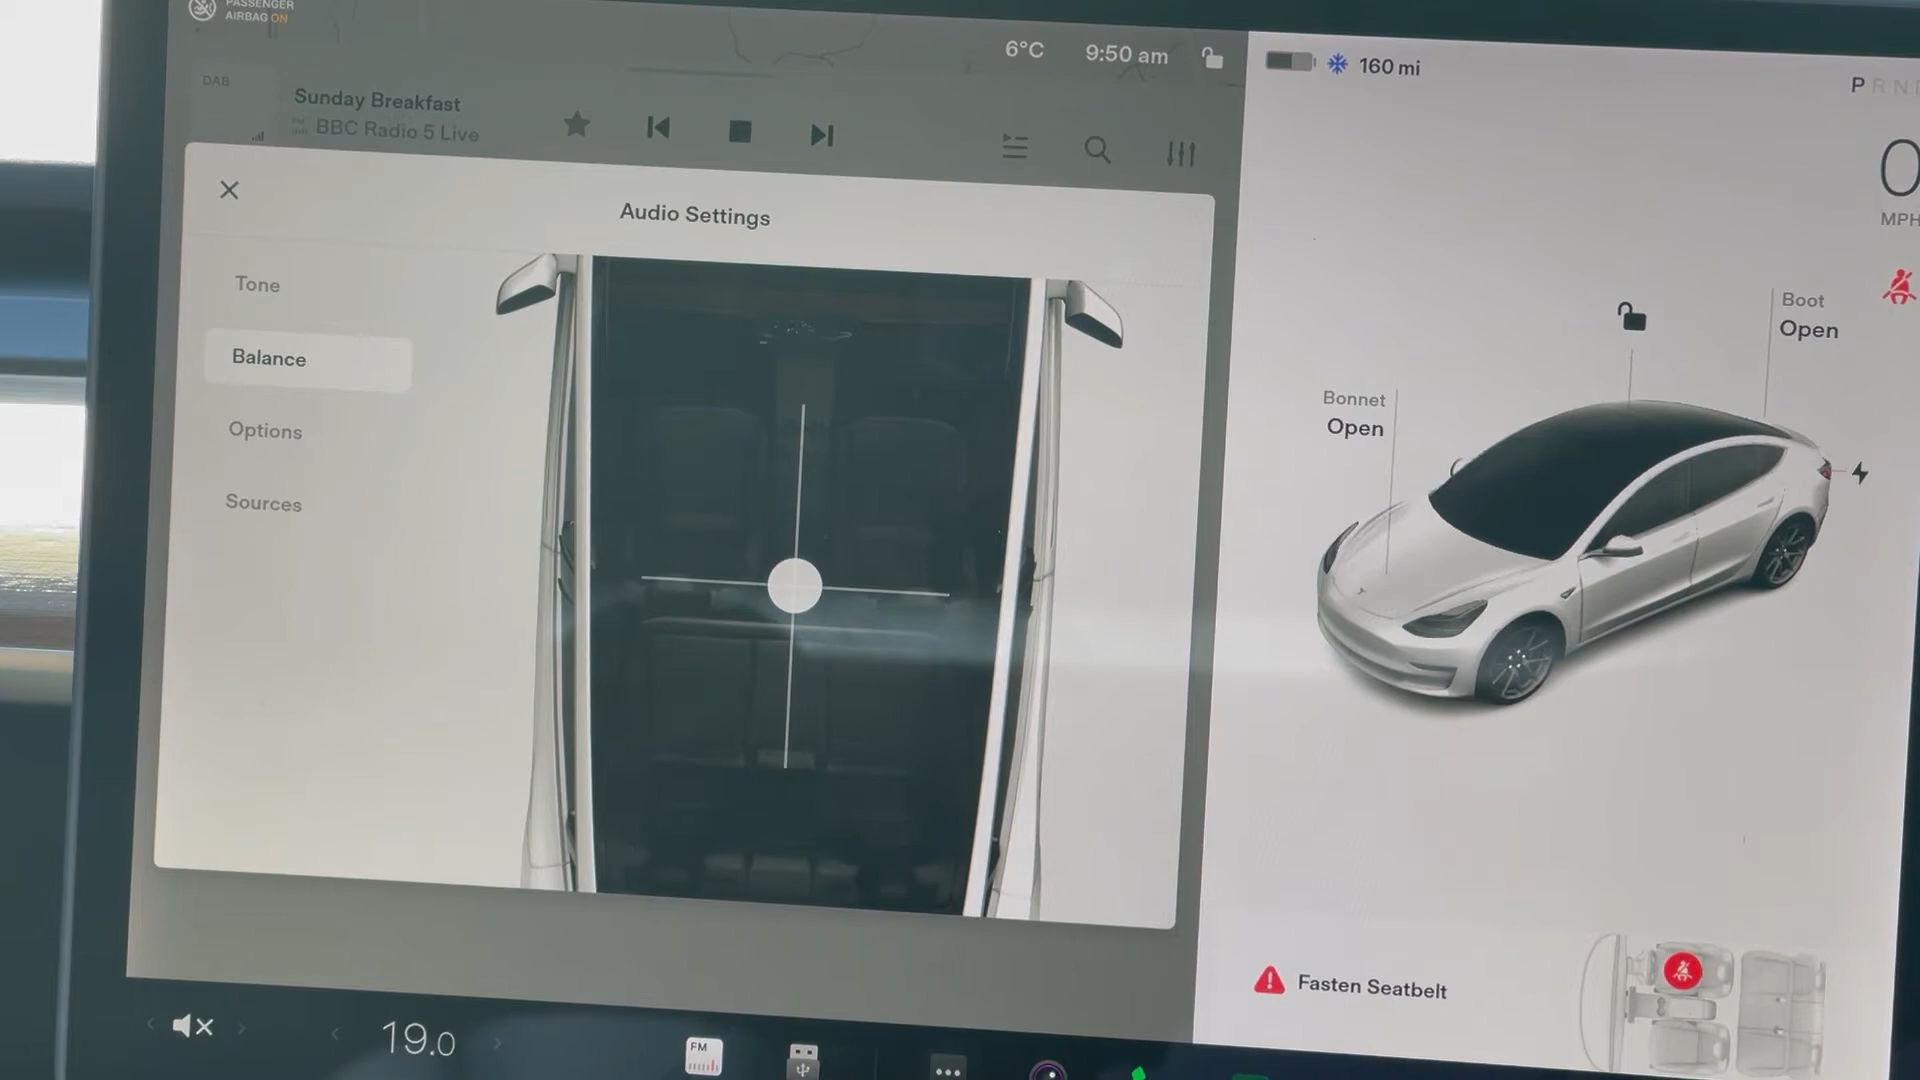 PASSENGER
AIRBAG ON
6°C
9:50 am
160 mi
P R N
DAB
Sunday Breakfast
FM
BBC Radio 5 Live
0
MPH
Audio Settings
Tone
Balance
Options
Sources
Boot
Open
Bonnet
Open
Fasten Seatbelt
19.0
FM